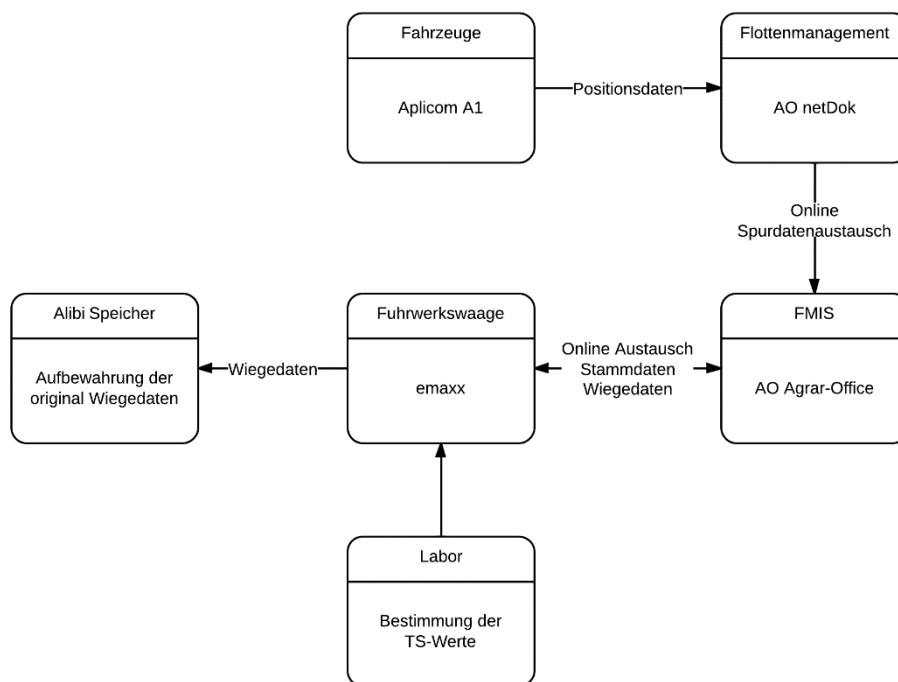 Fahrzeuge
Flottenmanagement
Aplicom A1
Positionsdaten
AO netDok
Online
Spurdatenaustausch
Alibi Speicher
Fuhrwerkswaage
FMIS
Aufbewahrung der
original Wiegedaten
Wiegedaten
emaxx
Online Austausch
Stammdaten
Wiegedaten
AO Agrar-Office
Labor
Bestimmung der
TS-Werte